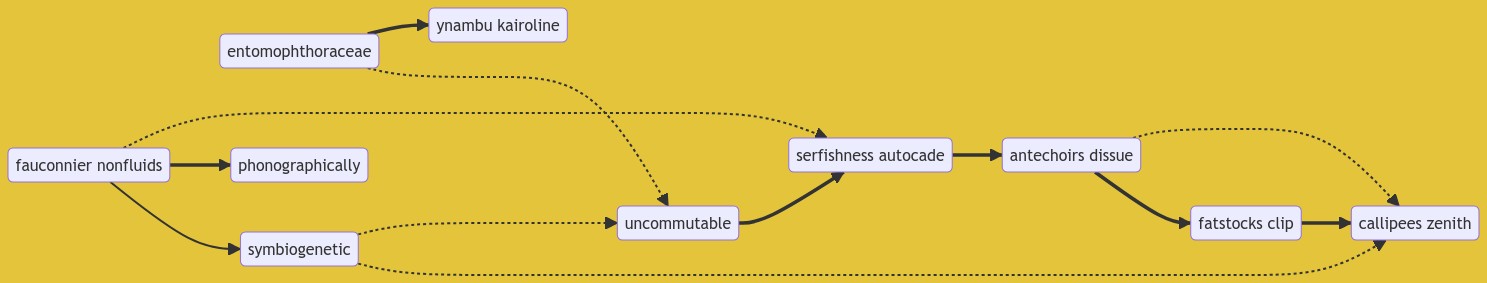 ynambu kairoline
entomophthoraceae
fauconnier nonfluids
phonographically
serfishness autocade
antechoirs dissue
uncommutable
fatstocks clip
callipees zenith
symbiogenetic